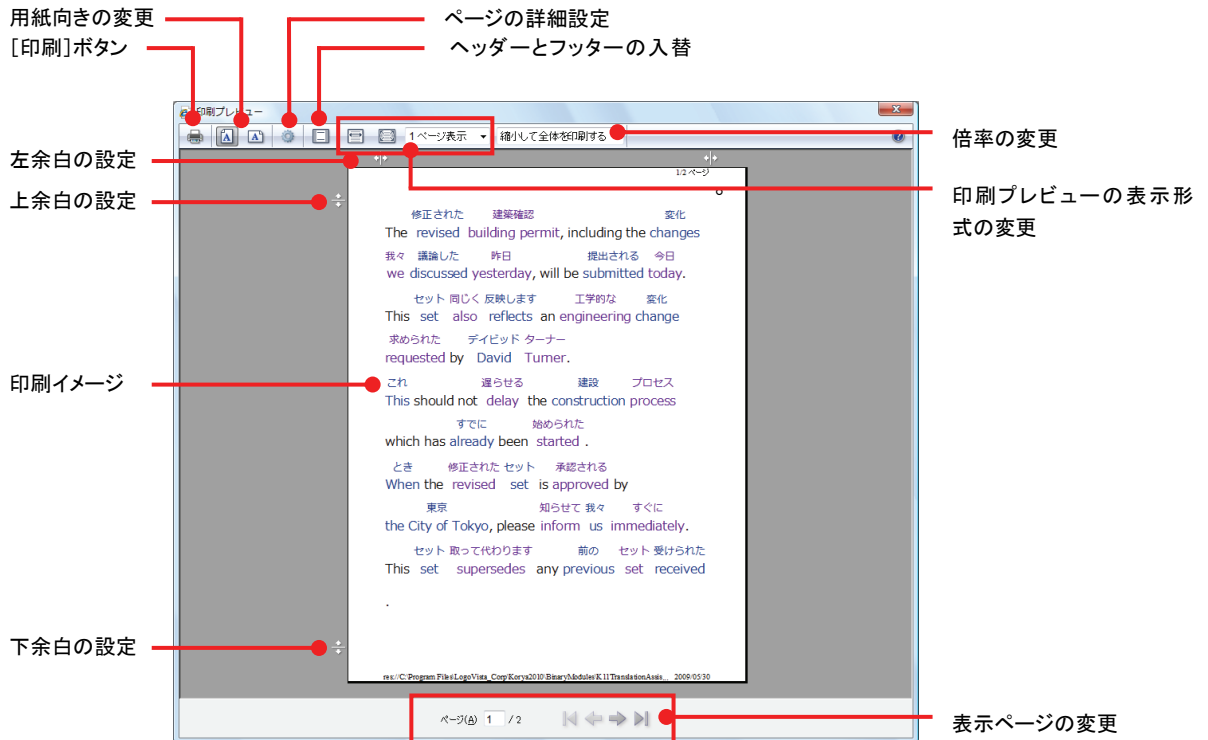 用紙向きの変更
[印刷]ボタン
ページの詳細設定
ヘッダーとフッターの入替
印刷プレビュー
1ページ表示
縮小して全体を印刷する
左余白の設定
上余白の設定
倍率の変更
印刷プレビューの表示形
式の変更
1/2 ページ
修正された 建築確認 変化
The revised building permit, including the changes
我々 議論した 昨日 提出される 今日
we discussed yesterday, will be submitted today.
セット 同じく 反映します 工学的な 変化
This set also reflects an engineering change
求められた デイビッド ターナー
requested by David Turner.
印刷イメージ
これ 遅らせる 建設 プロセス
This should not delay the construction process
すでに 始められた
which has already been started .
とき 修正された セット 承認される
When the revised set is approved by
東京 知らせて 我々 すぐに
the City of Tokyo, please inform us immediately.
セット 取って代わります 前の セット 受けられた
This set supersedes any previous set received
.
下余白の設定
res://C:\Program Files\LogoVista_Corp\Korya2010\BinaryModules\K11TranslationAssis... 2009/05/30
ページ(A) 1 / 2
表示ページの変更